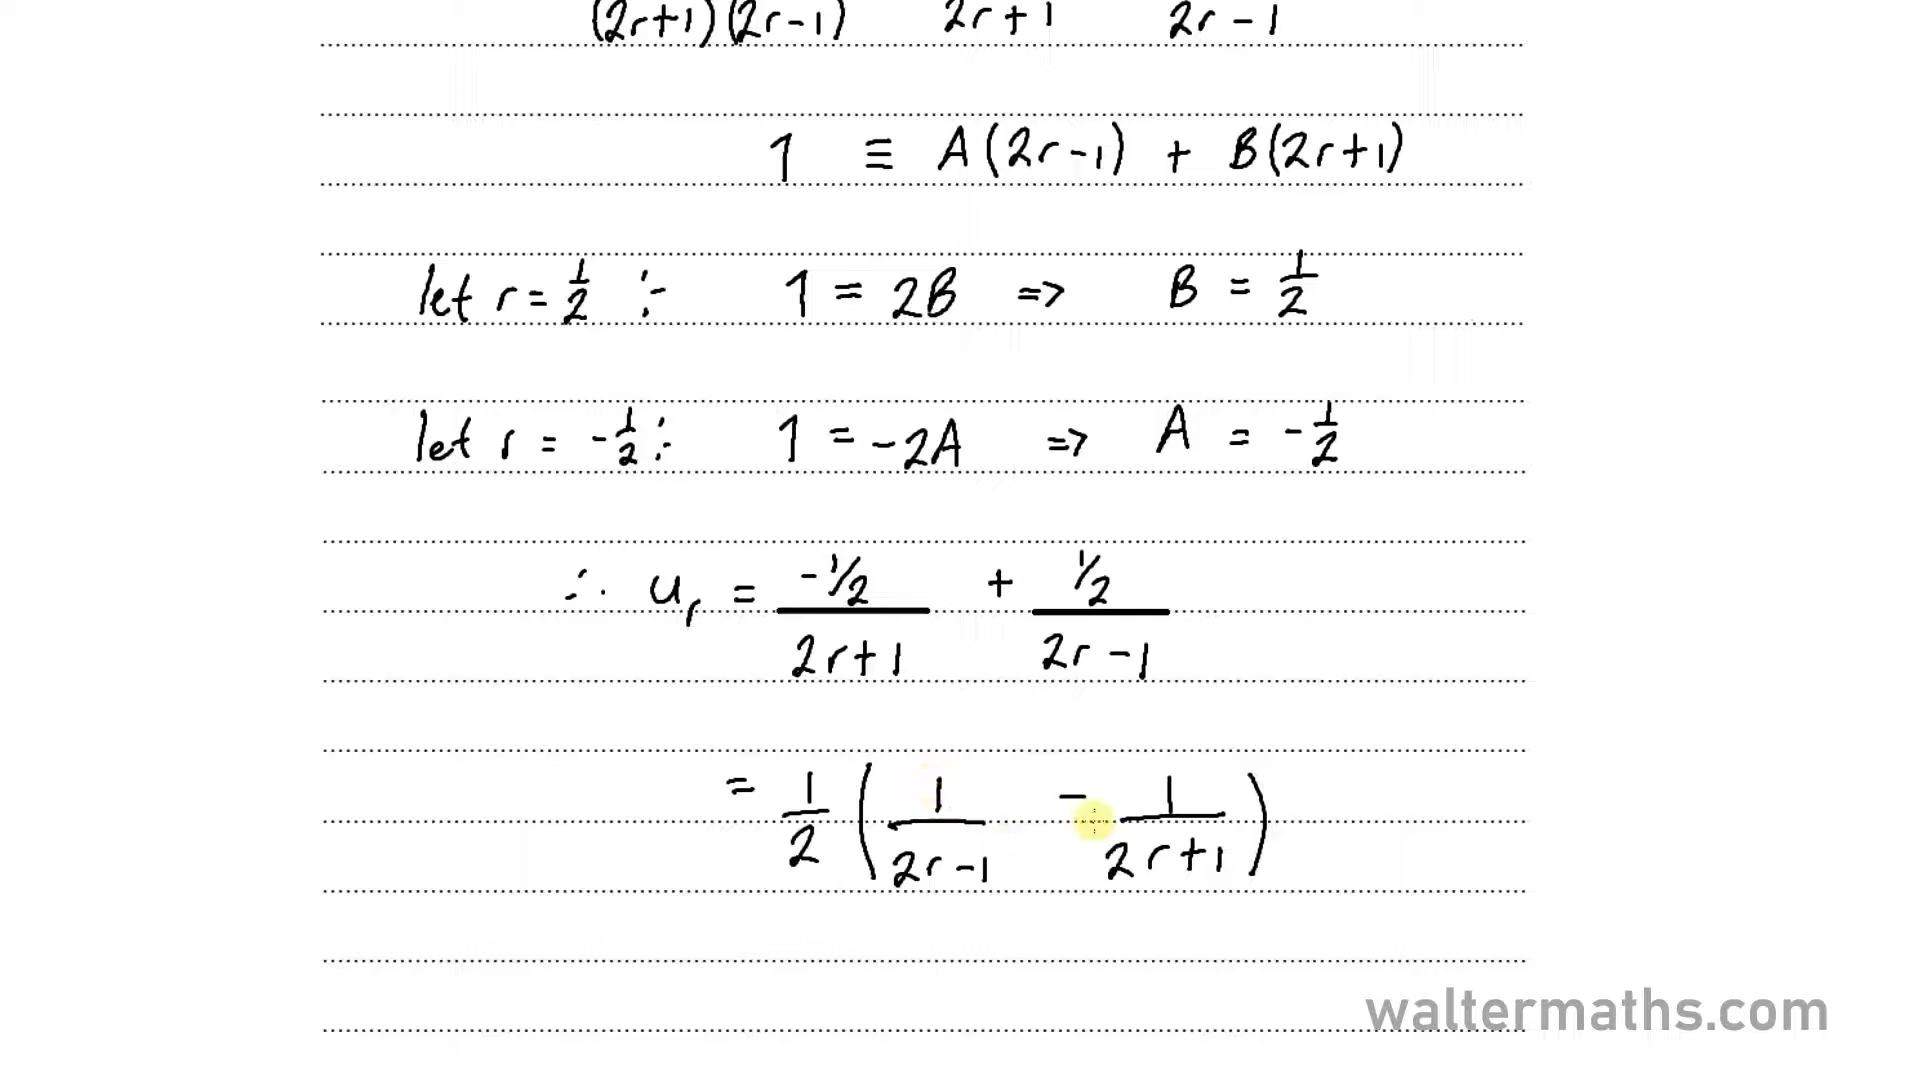 (2r+1)(2r-1) 2r+1 2r-1
1 ≡ A(2r-1) + B(2r+1)
let r = 1/2 : 1 = 2B => B = 1/2
let r = -1/2 : 1 = -2A => A = -1/2
∴ u_r = (-1/2)/(2r+1) + (1/2)/(2r-1)
= 1/2 (1/(2r-1) - 1/(2r+1))
waltermaths.com